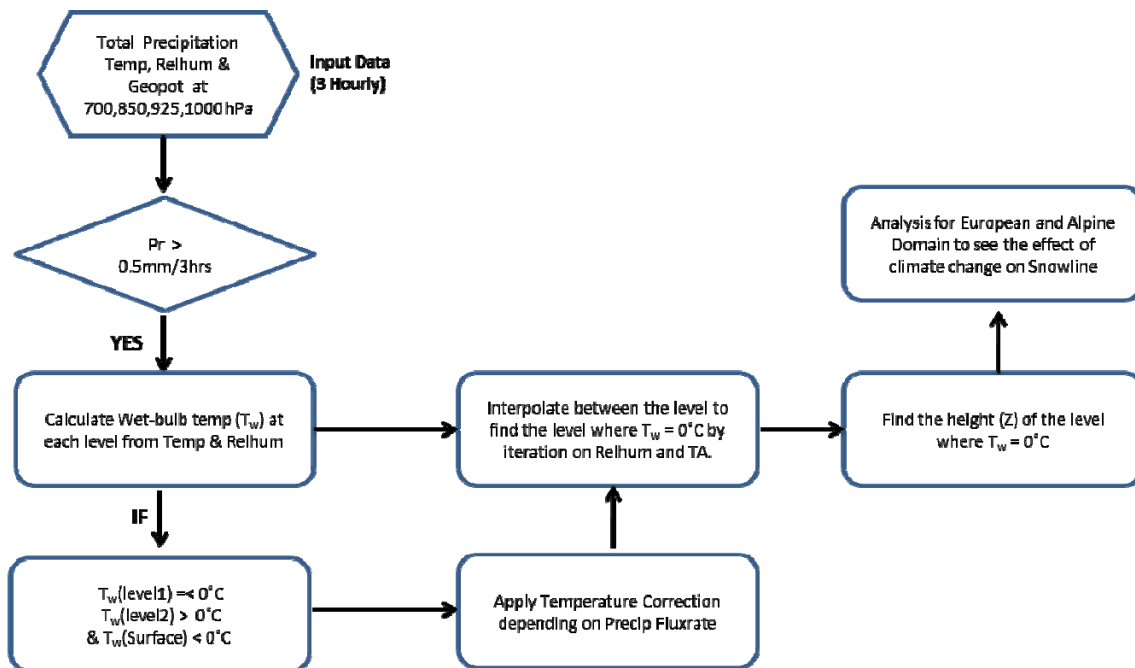 Total Precipitation
Temp, Relhum &
Geopot at
700,850,925,1000 hPa
Input Data
(3 Hourly)
Pr >
0.5mm/3hrs
YES
Calculate Wet-bulb temp (Tw) at
each level from Temp & Relhum
IF
Tw(level1) =< 0°C
Tw(level2) > 0°C
& Tw(Surface) < 0°C
Interpolate between the level to
find the level where Tw = 0°C by
iteration on Relhum and TA.
Apply Temperature Correction
depending on Precip Fluxrate
Analysis for European and Alpine
Domain to see the effect of
climate change on Snowline
Find the height (Z) of the level
where Tw = 0°C